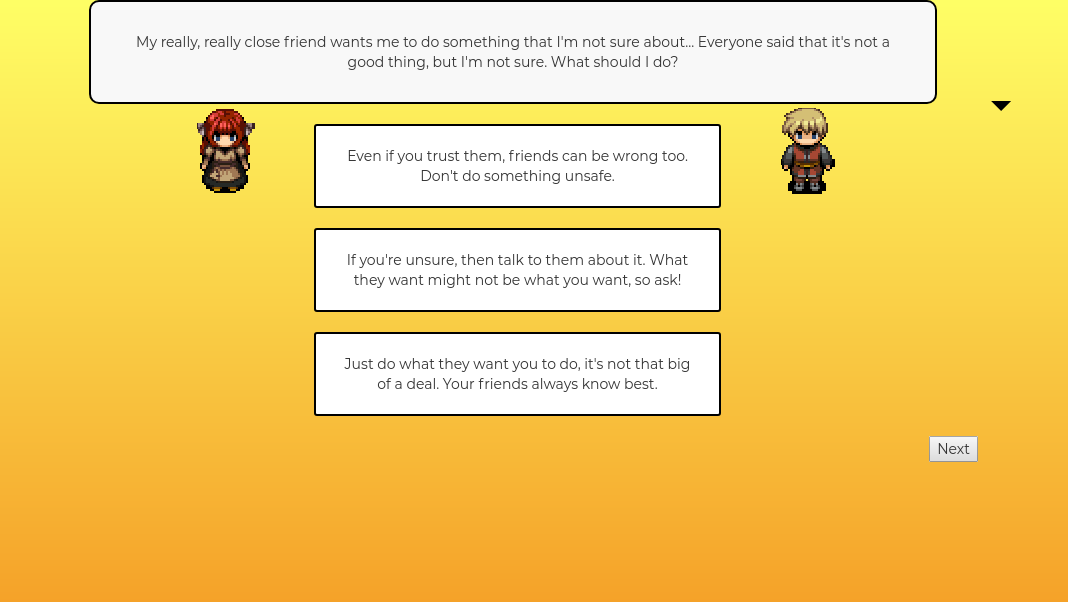 My really, really close friend wants me to do something that I'm not sure about... Everyone said that it's not a
good thing, but I'm not sure. What should I do?
Even if you trust them, friends can be wrong too.
Don't do something unsafe.
If you're unsure, then talk to them about it. What
they want might not be what you want, so ask!
Just do what they want you to do, it's not that big
of a deal. Your friends always know best.
Next